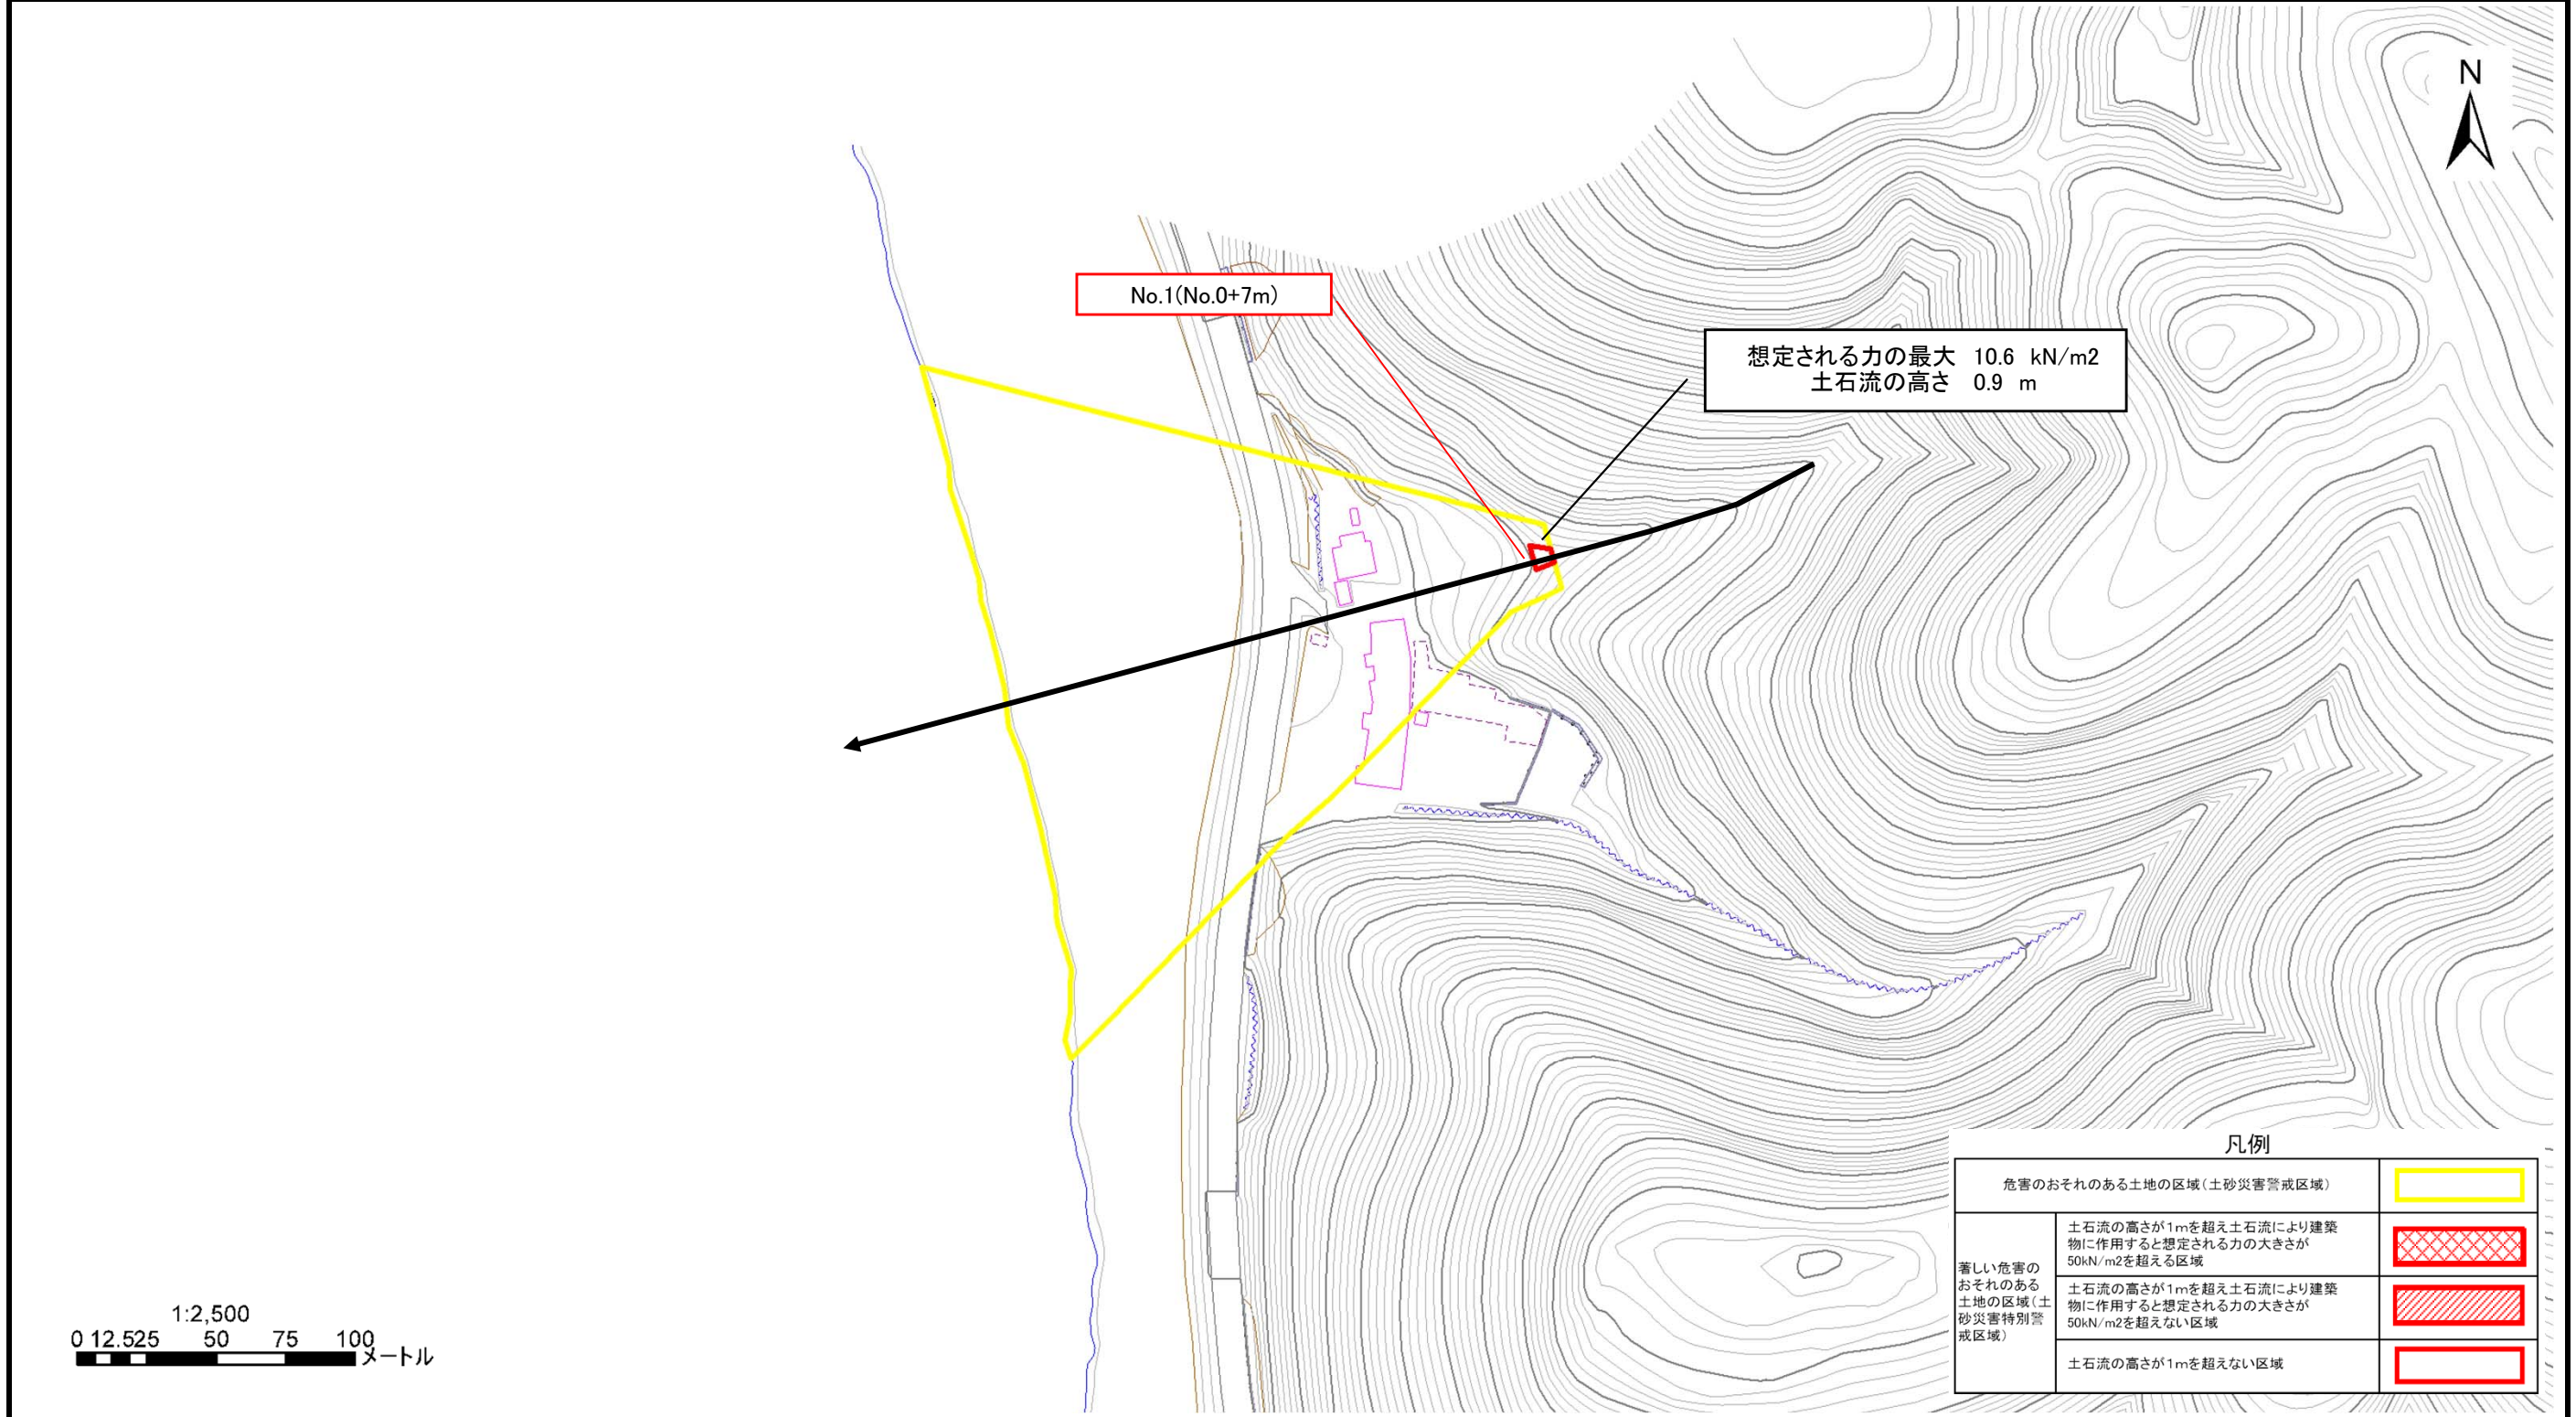 N
No.1(No.0+7m)
想定される力の最大 10.6 kN/m2
土石流の高さ 0.9 m
1:2,500
0 12.525 50 75 100
メートル
凡例
危害のおそれのある土地の区域(土砂災害警戒区域)
著しい危害の
おそれのある
土地の区域(土
砂災害特別警
戒区域)
土石流の高さが1mを超え土石流により建築
物に作用すると想定される力の大きさが
50kN/m2を超える区域
土石流の高さが1mを超え土石流により建築
物に作用すると想定される力の大きさが
50kN/m2を超えない区域
土石流の高さが1mを超えない区域